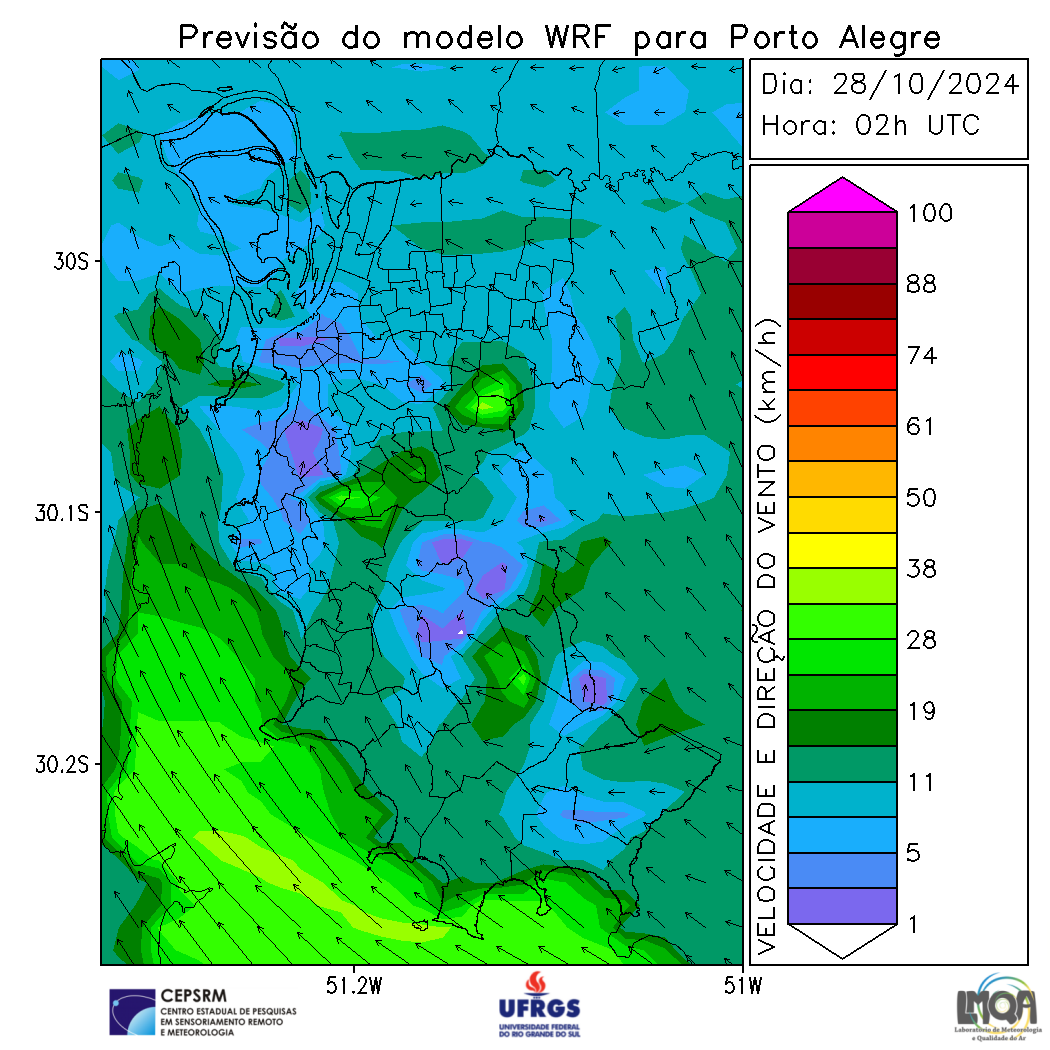 Previsão do modelo WRF para Porto Alegre
Dia: 28/10/2024
Hora: 02h UTC
30S
30.1S
30.2S
51.2W
51W
VELOCIDADE E DIREÇÃO DO VENTO (km/h)
100
88
74
61
50
38
28
19
11
5
1
CEPSRM
CENTRO ESTADUAL DE PESQUISAS
EM SENSORIAMENTO REMOTO
E METEOROLOGIA
UFRGS
UNIVERSIDADE FEDERAL
DO RIO GRANDE DO SUL
LMQA
Laboratório de Meteorologia
e Qualidade do Ar